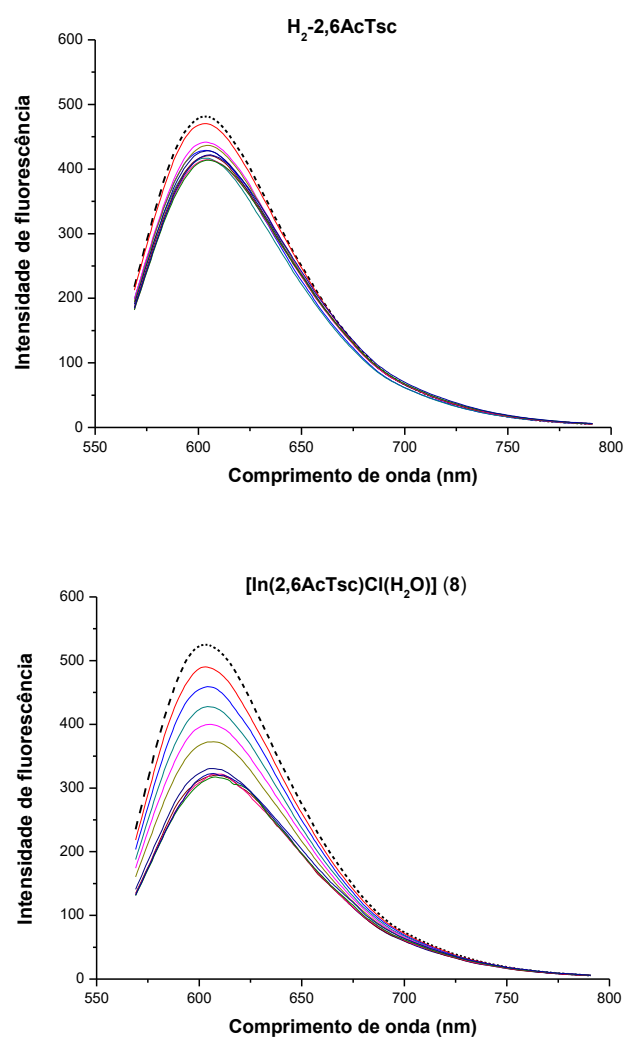 H₂-2,6AcTsc
600
500
400
300
200
100
0
Intensidade de fluorescência
550 600 650 700 750 800
Comprimento de onda (nm)
[In(2,6AcTsc)Cl(H₂O)] (8)
600
500
400
300
200
100
0
Intensidade de fluorescência
550 600 650 700 750 800
Comprimento de onda (nm)